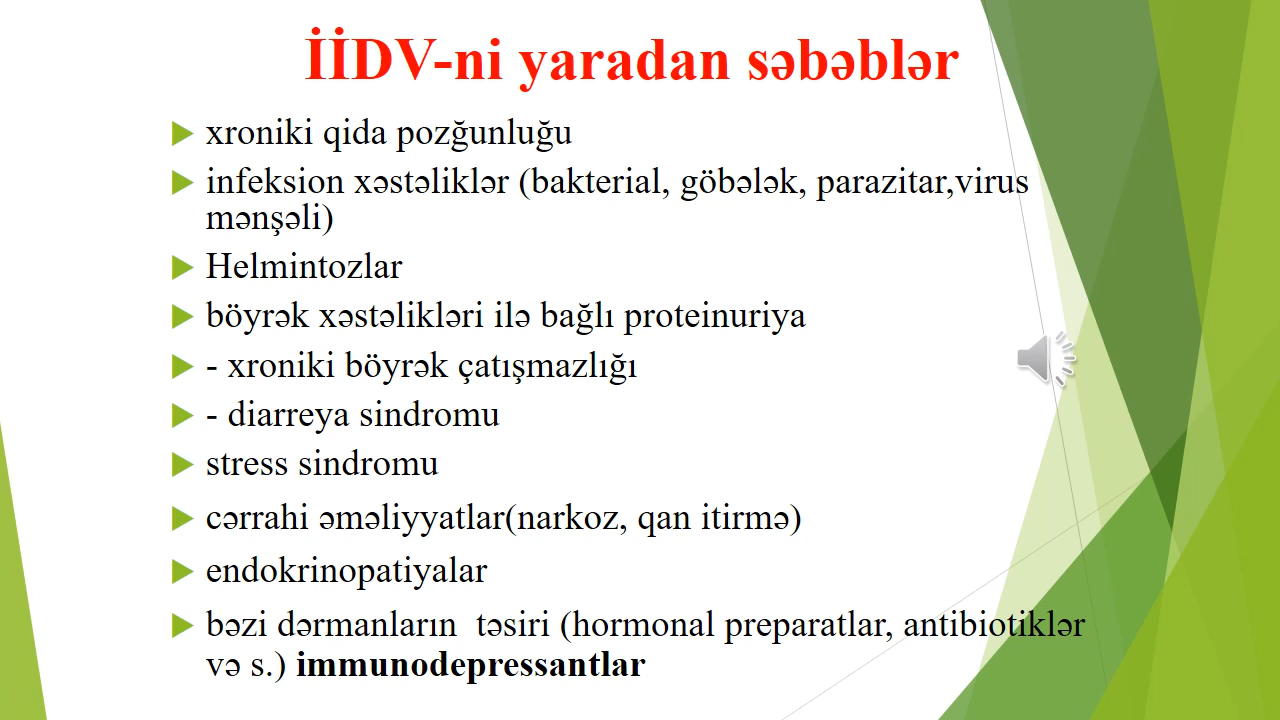 İİDV-ni yaradan səbəblər
xroniki qida pozğunluğu
infeksion xəstəliklər (bakterial, göbələk, parazitar,virus
mənşəli)
Helmintozlar
böyrək xəstəlikləri ilə bağlı proteinuriya
- xroniki böyrək çatışmazlığı
- diarreya sindromu
stress sindromu
cərrahi əməliyyatlar(narkoz, qan itirmə)
endokrinopatiyalar
bəzi dərmanların  təsiri (hormonal preparatlar, antibiotiklər
və s.) immunodepressantlar